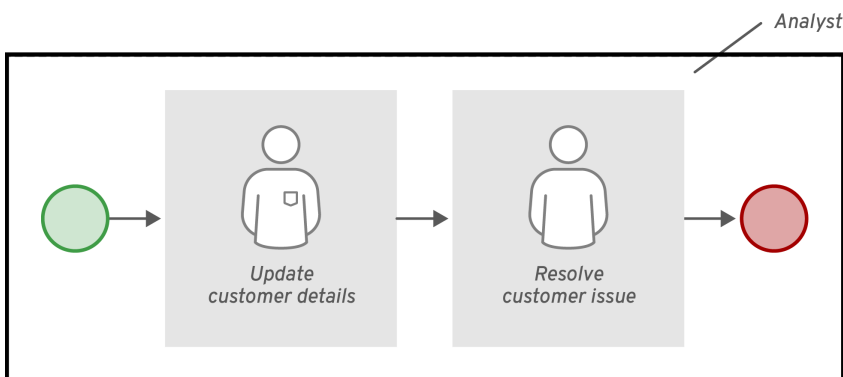 Analyst
Update
customer details
Resolve
customer issue